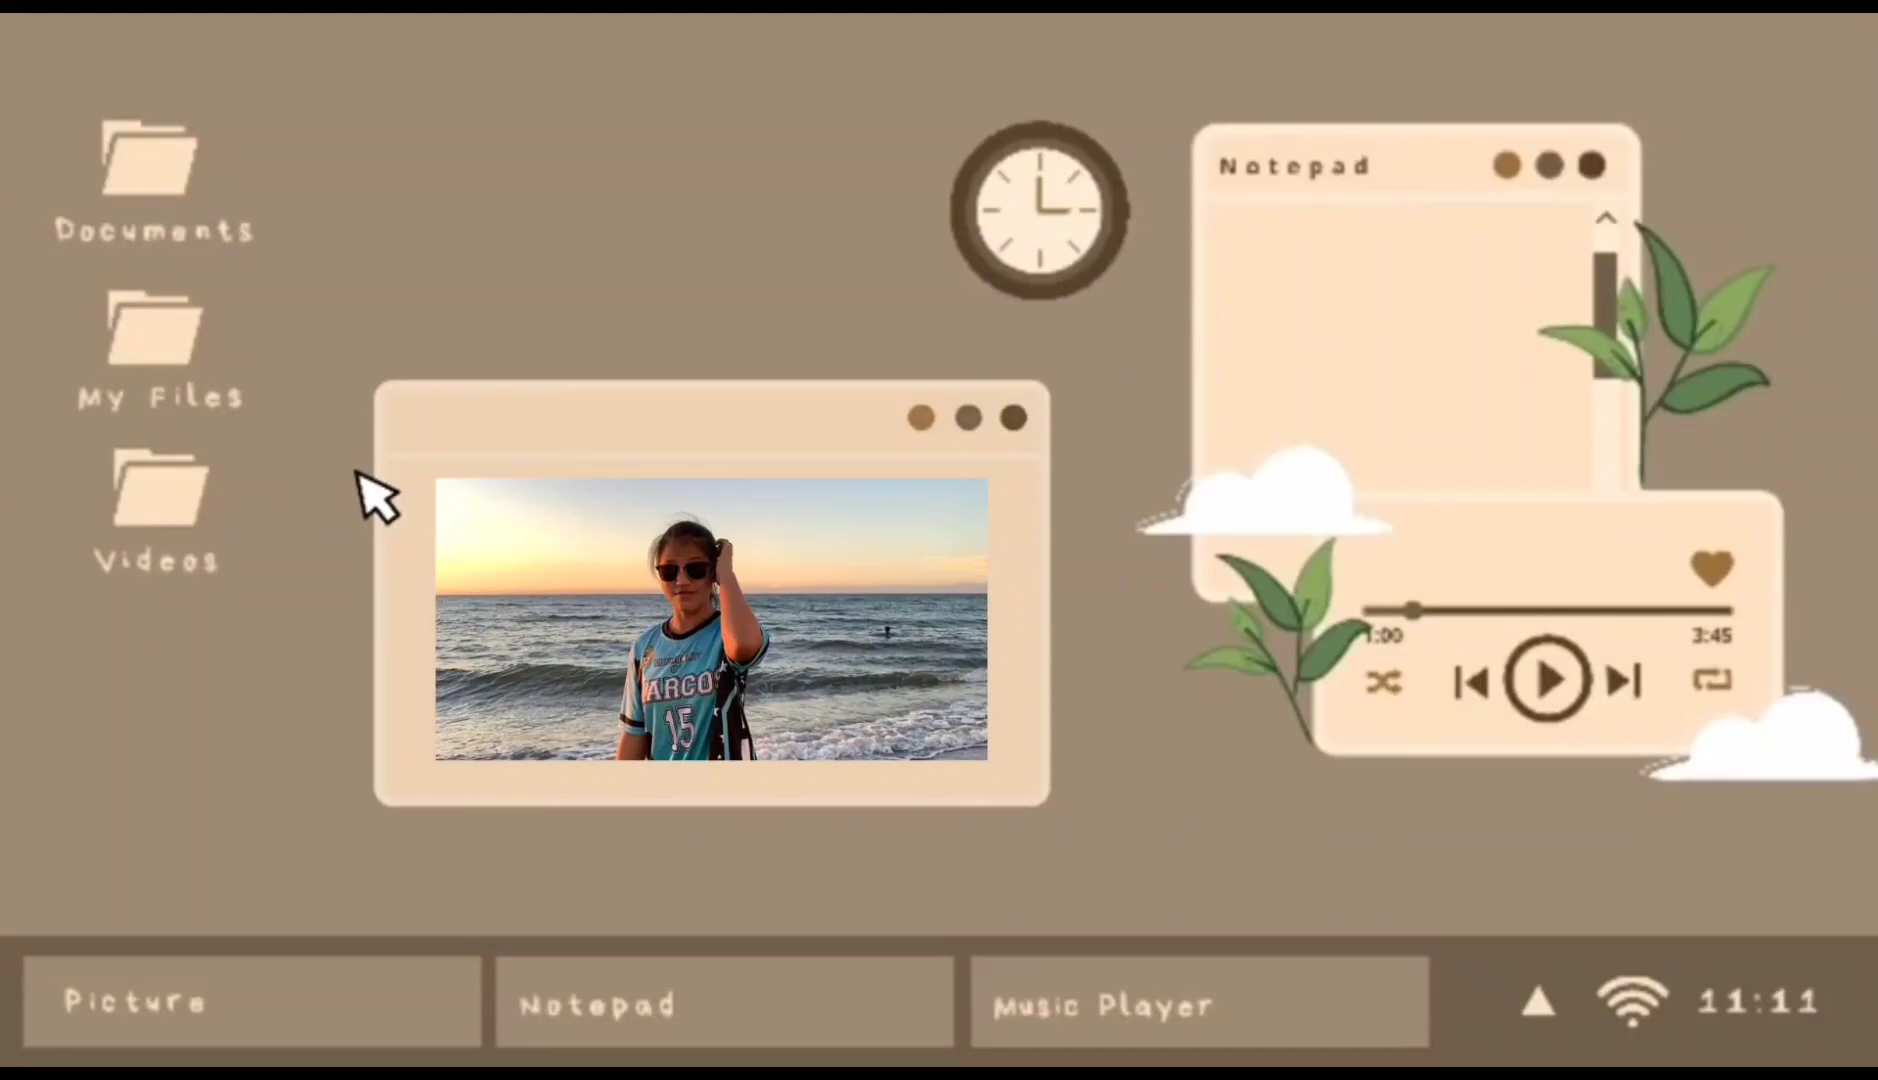 Documents
My Files
Videos
Notepad
ARCOS
15
1:00
3:45
Picture
Notepad
Music Player
11:11